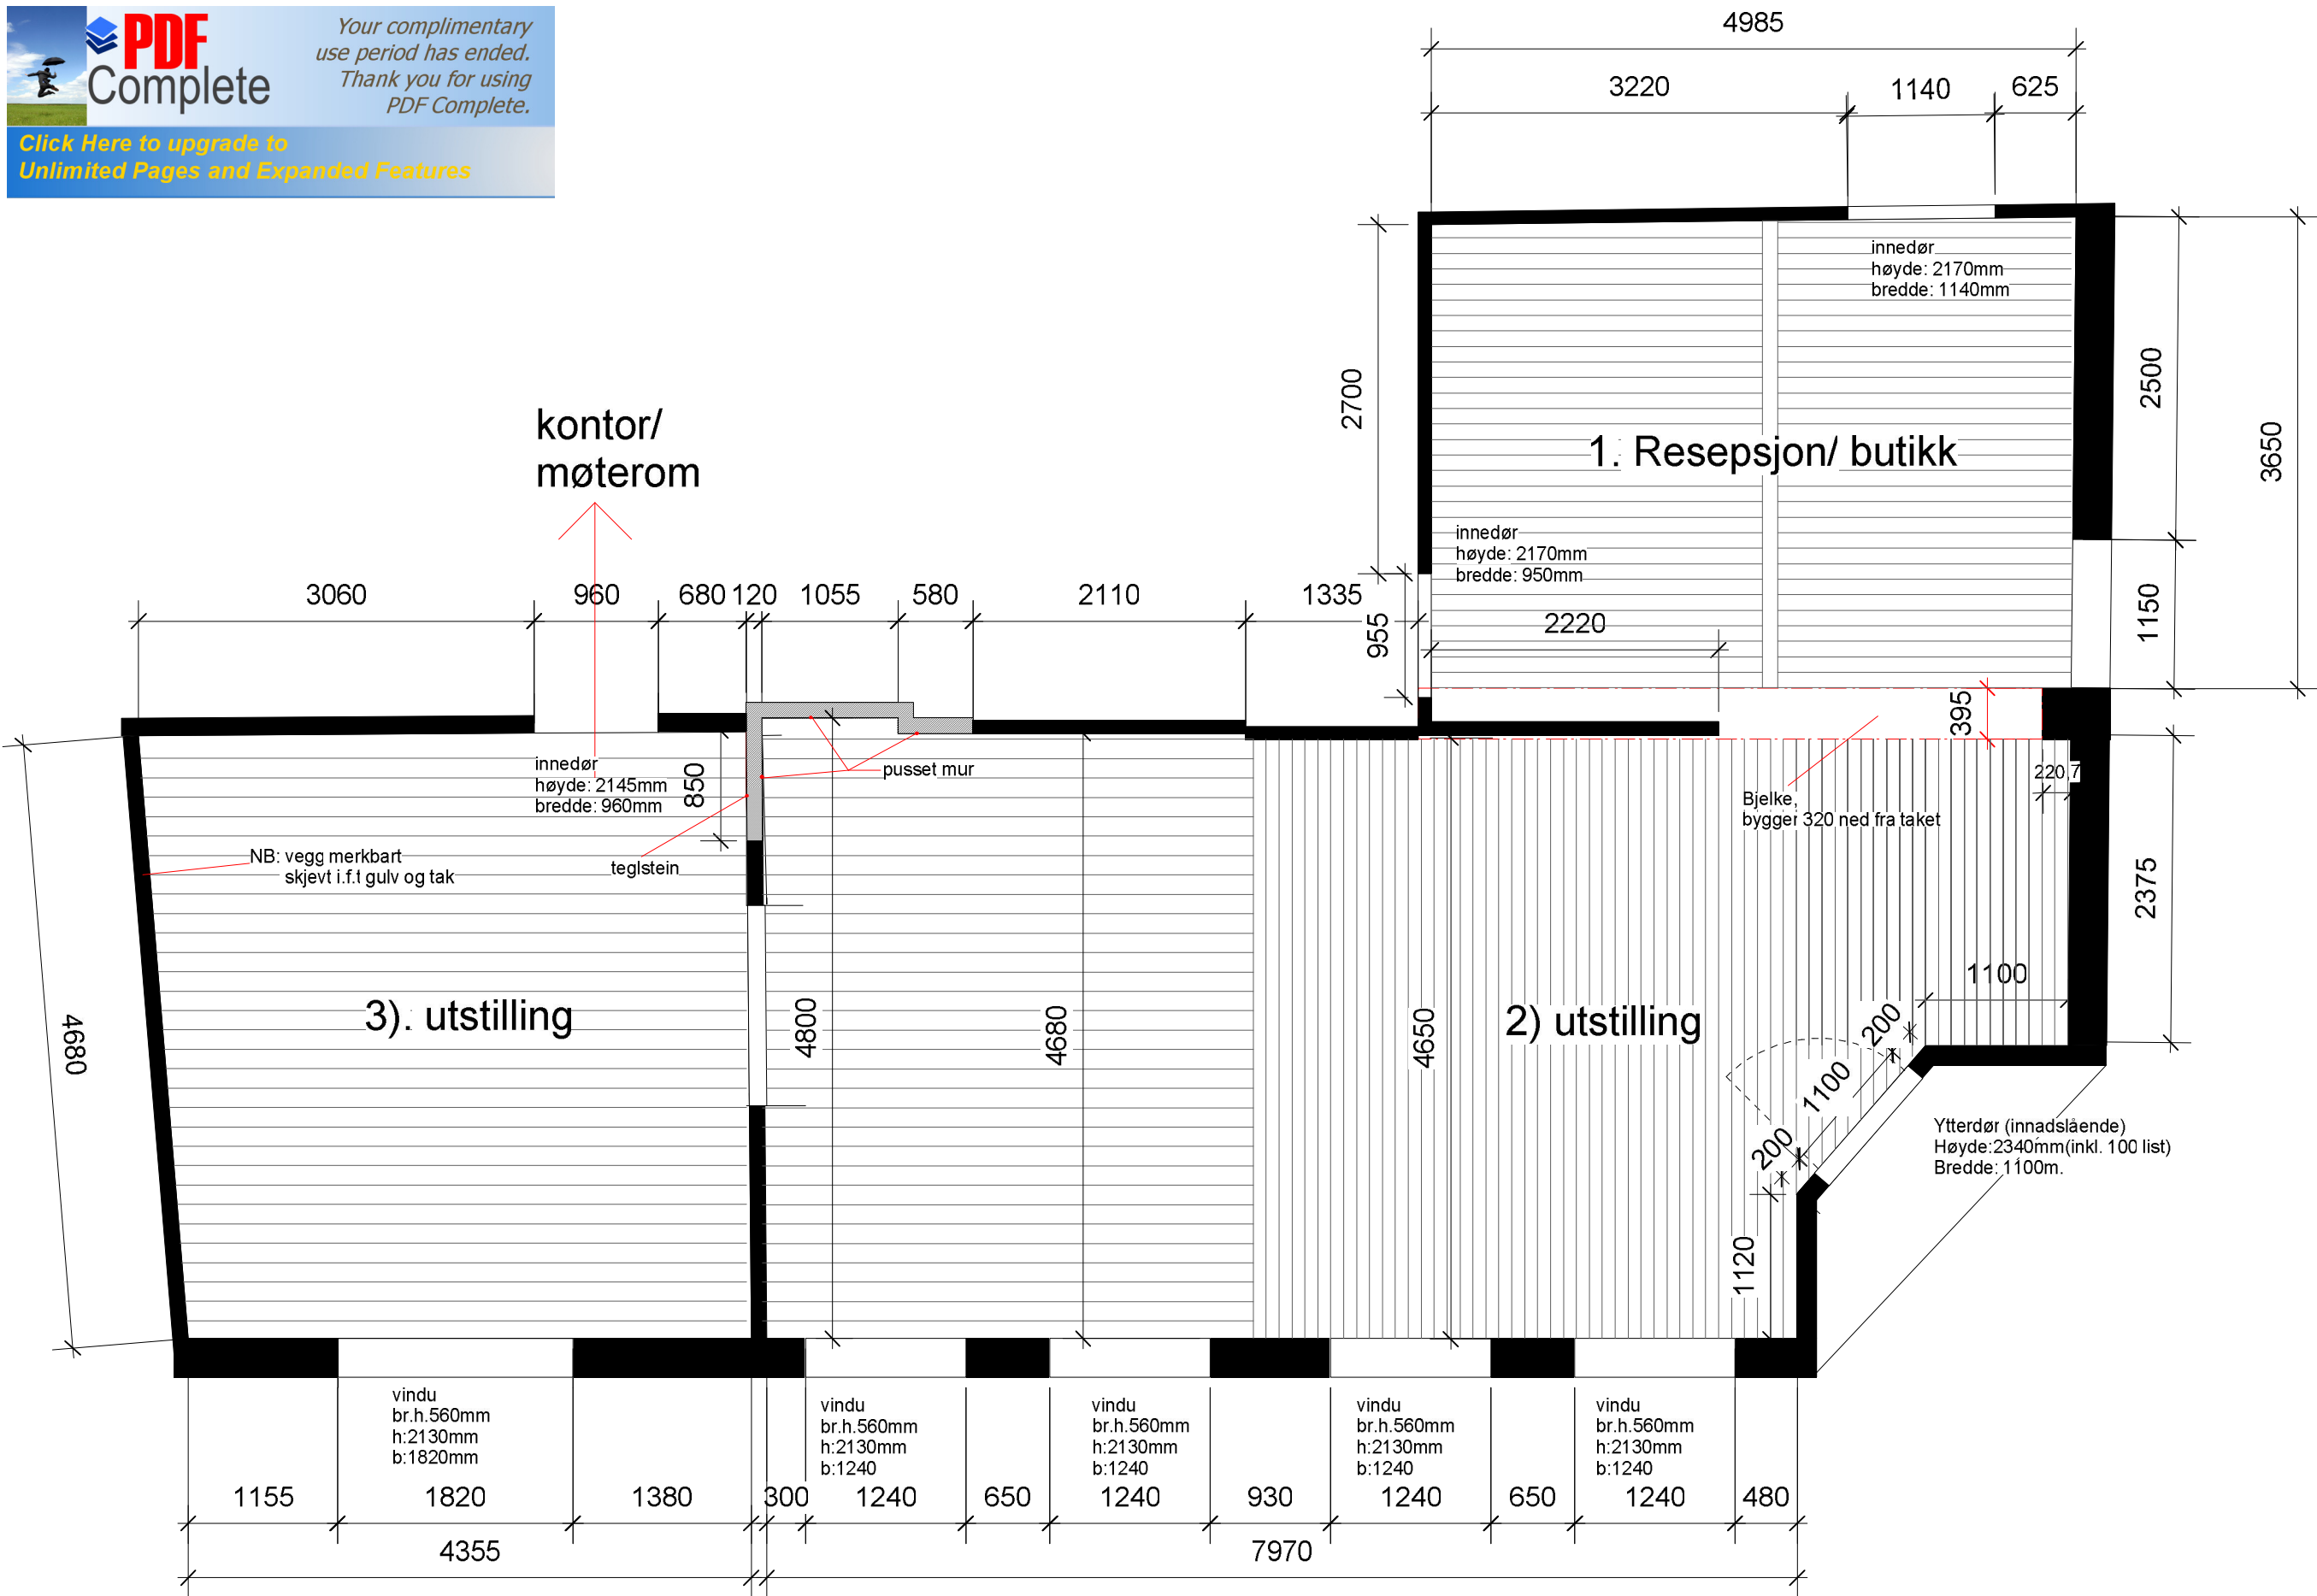 PDF
Complete
Your complimentary
use period has ended.
Thank you for using
PDF Complete.
Click Here to upgrade to
Unlimited Pages and Expanded Features
4985
3220
1140
625
innedør
høyde: 2170mm
bredde: 1140mm
2700
2500
3650
1. Resepsjon/ butikk
kontor/
møterom
innedør
høyde: 2170mm
bredde: 950mm
3060
960
680
120
1055
580
2110
1335
955
2220
1150
395
innedør
høyde: 2145mm
bredde: 960mm
850
pusset mur
220,7
Bjelke,
bygger 320 ned fra taket
NB: vegg merkbart
skjevt i.f.t gulv og tak
teglstein
2375
1100
4680
3). utstilling
4800
4680
4650
2) utstilling
200
1100
200
1120
Ytterdør (innadslående)
Høyde:2340mm(inkl. 100 list)
Bredde: 1100m.
vindu
br.h.560mm
h:2130mm
b:1820mm
vindu
br.h.560mm
h:2130mm
b:1240
vindu
br.h.560mm
h:2130mm
b:1240
vindu
br.h.560mm
h:2130mm
b:1240
vindu
br.h.560mm
h:2130mm
b:1240
1155
1820
1380
300
1240
650
1240
930
1240
650
1240
480
4355
7970